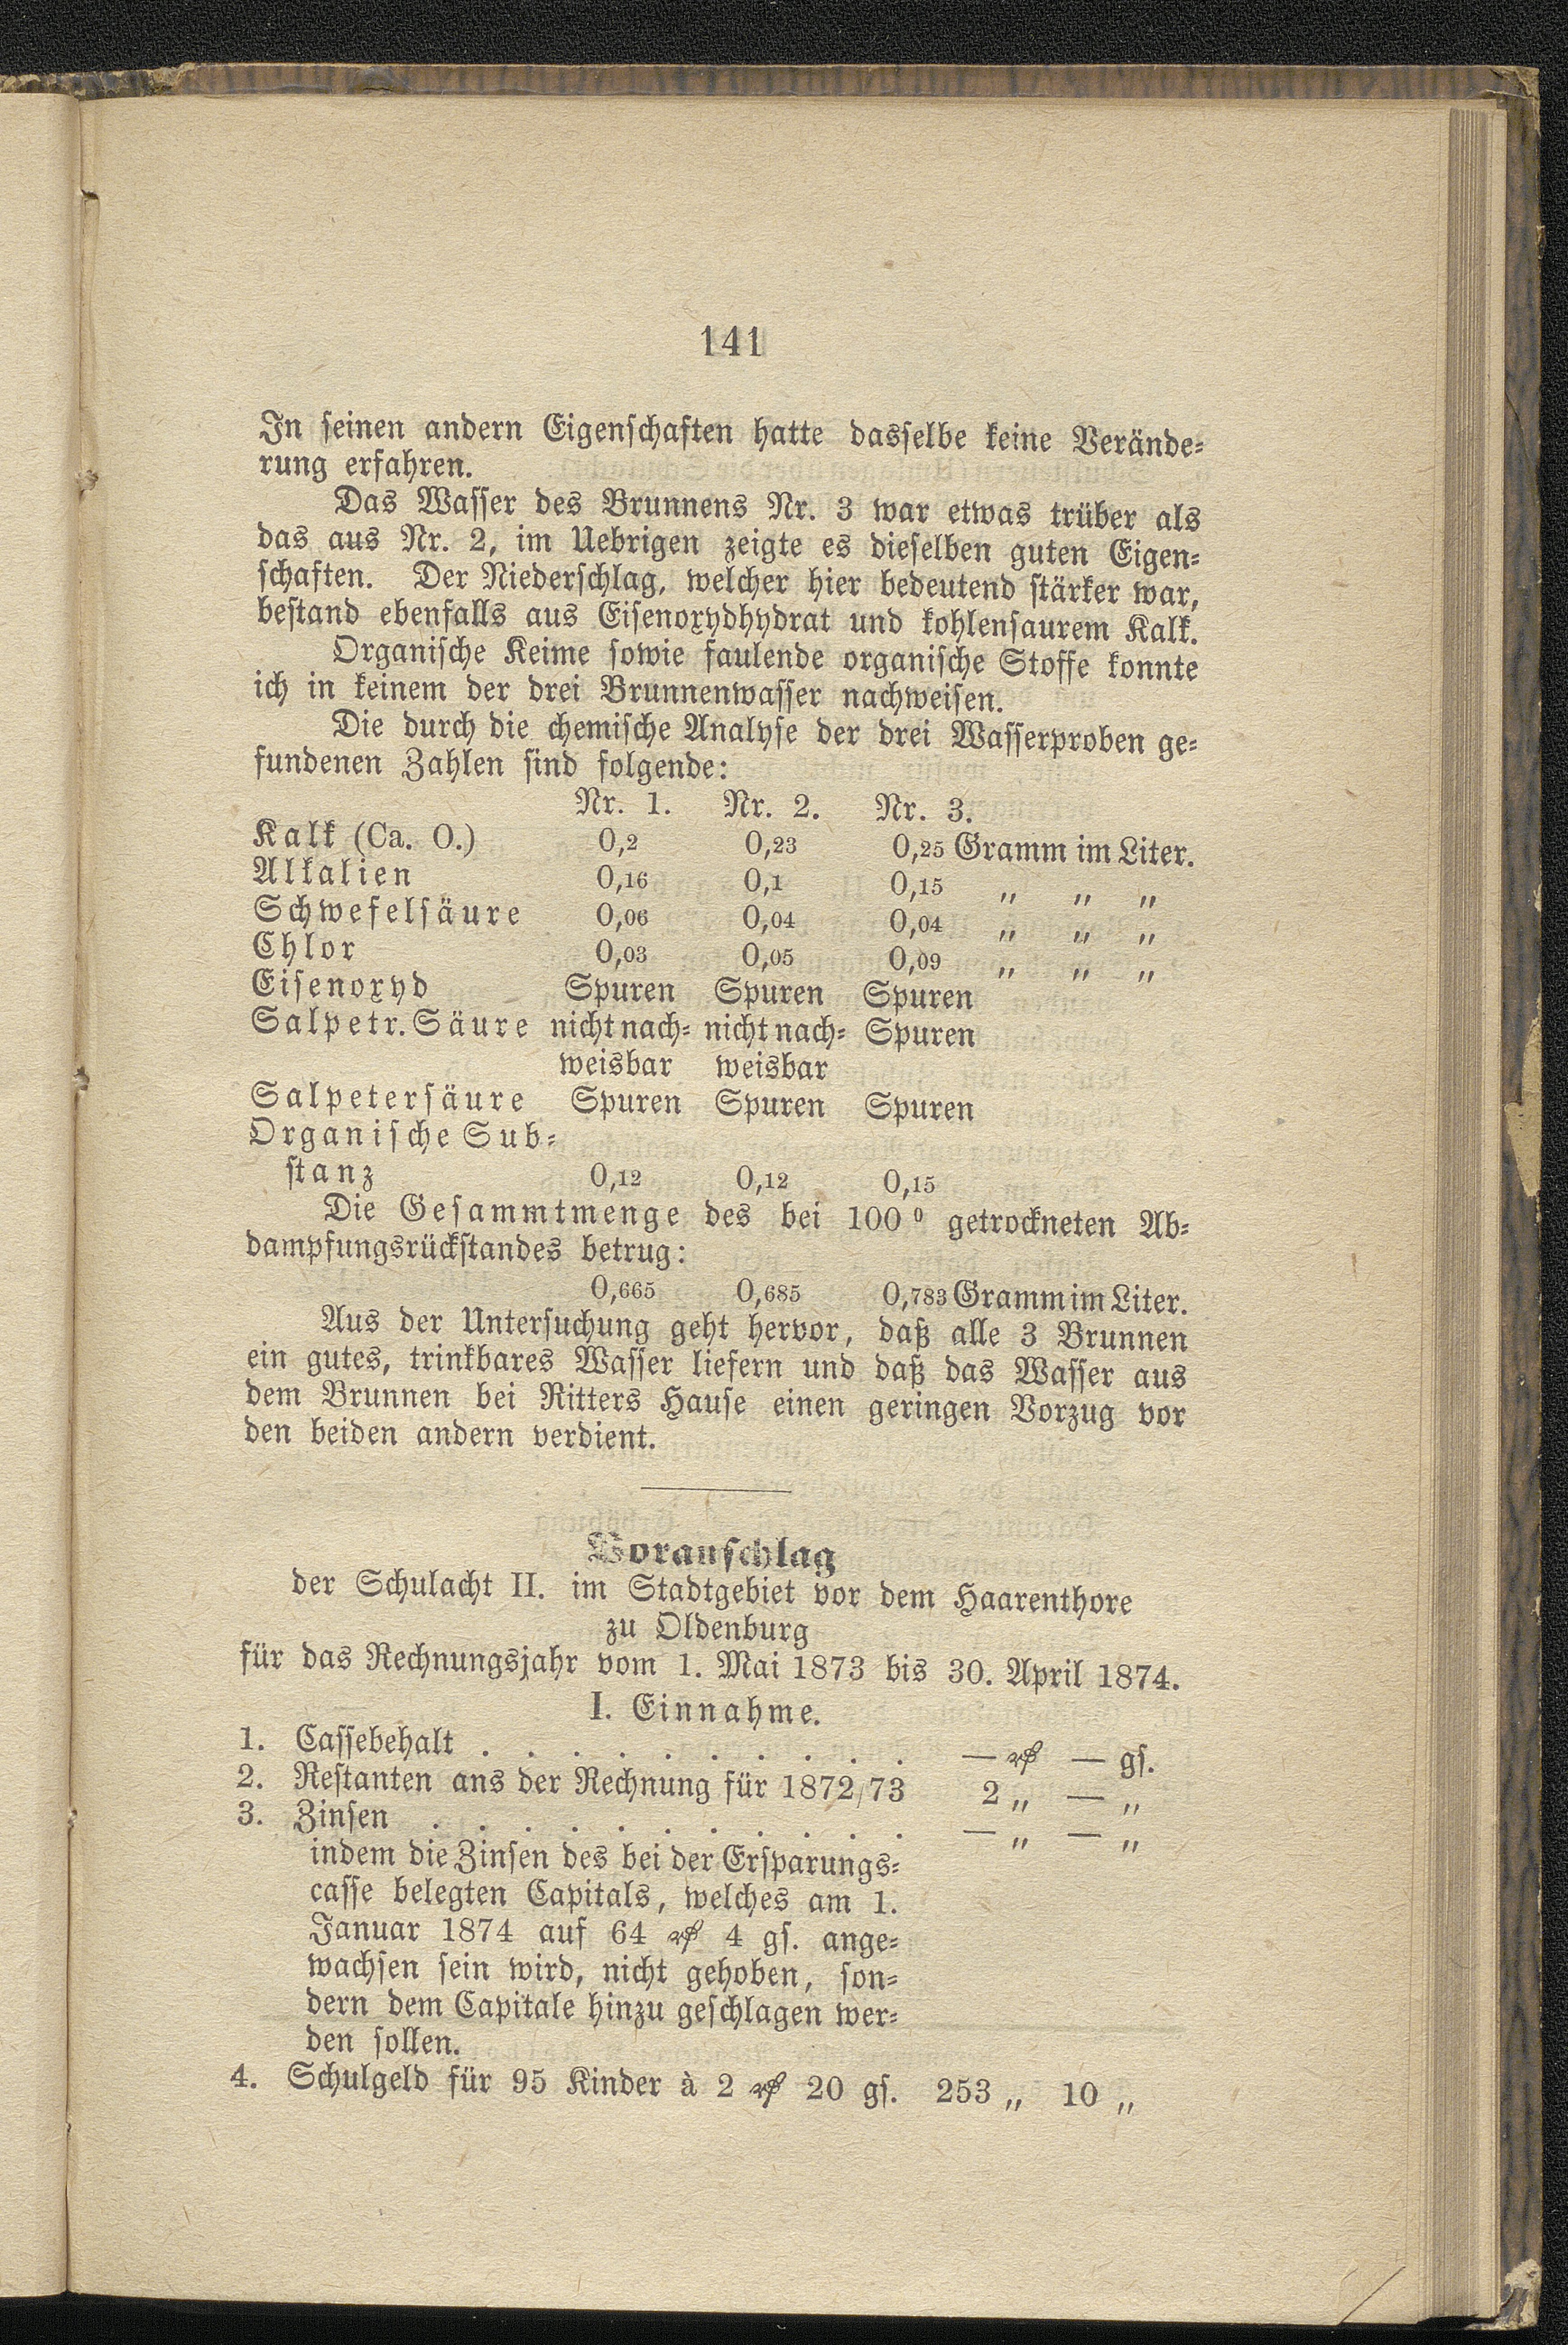 141
In seinen andern Eigenschaften hatte dasselbe keine Verände-
rung erfahren.
Das Wasser des Brunnens Nr. 3 war etwas trüber als
das aus Nr. 2, im Uebrigen zeigte es dieselben guten Eigen-
schaften. Der Niederschlag, welcher hier bedeutend stärker war,
bestand ebenfalls aus Eisenoxydhydrat und kohlensaurem Kalk.
Organische Keime sowie faulende organische Stoffe konnte
ich in keinem der drei Brunnenwasser nachweisen.
Die durch die chemische Analyse der drei Wasserproben ge-
fundenen Zahlen sind folgende:
Nr. 1. Nr. 2. Nr. 3.
Kalk (Ca. O.) 0,2 0,23 0,25 Gramm im Liter.
Alkalien 0,16 0,1 0,15 „ „ „
Schwefelsäure 0,06 0,04 0,04 „ „ „
Chlor 0,03 0,05 0,09 „ „ „
Eisenoxyd Spuren Spuren Spuren
Salpetr. Säure nicht nach- nicht nach- Spuren
weisbar weisbar
Salpetersäure Spuren Spuren Spuren
Organische Sub-
stanz 0,12 0,12 0,15
Die Gesammtmenge des bei 100° getrockneten Ab-
dampfungsrückstandes betrug:
0,665 0,685 0,783 Gramm im Liter.
Aus der Untersuchung geht hervor, daß alle 3 Brunnen
ein gutes, trinkbares Wasser liefern und daß das Wasser aus
dem Brunnen bei Ritters Hause einen geringen Vorzug vor
den beiden andern verdient.
Voranschlag
der Schulacht II. im Stadtgebiet vor dem Haarenthore
zu Oldenburg
für das Rechnungsjahr vom 1. Mai 1873 bis 30. April 1874.
I. Einnahme.
1. Cassebehalt . . . . . . . . . . — ₰ — gs.
2. Restanten ans der Rechnung für 1872/73 2 „ — „
3. Zinsen . . . . . . . . . . . — „ — „
indem die Zinsen des bei der Ersparungs-
casse belegten Capitals, welches am 1.
Januar 1874 auf 64 ₰ 4 gs. ange-
wachsen sein wird, nicht gehoben, son-
dern dem Capitale hinzu geschlagen wer-
den sollen.
4. Schulgeld für 95 Kinder à 2 ₰ 20 gs. 253 „ 10 „